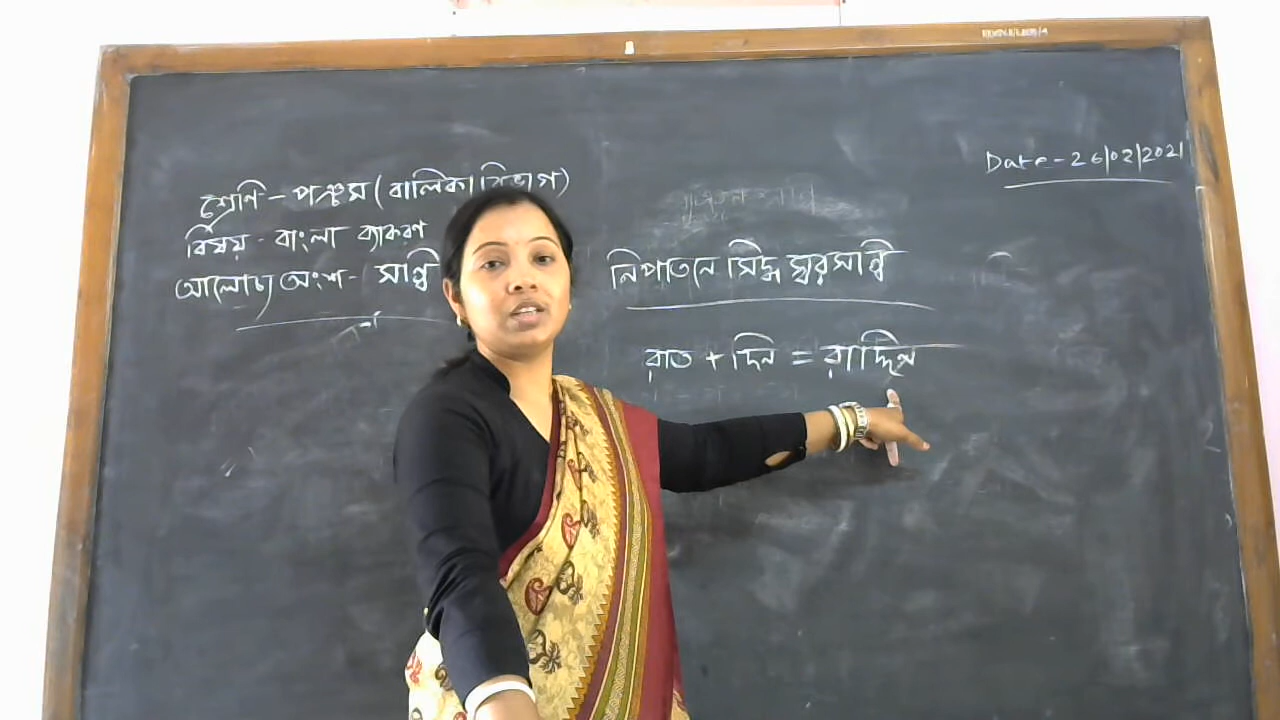 Date - 26/02/2021
শ্রেণি - পঞ্চম (বালিকা বিভাগ)
বিষয় - বাংলা ব্যাকরণ
আলোচ্য অংশ - সন্ধি
নিপাতনে সিদ্ধ স্বরসন্ধি
রাত + দিন = রাদ্দিন